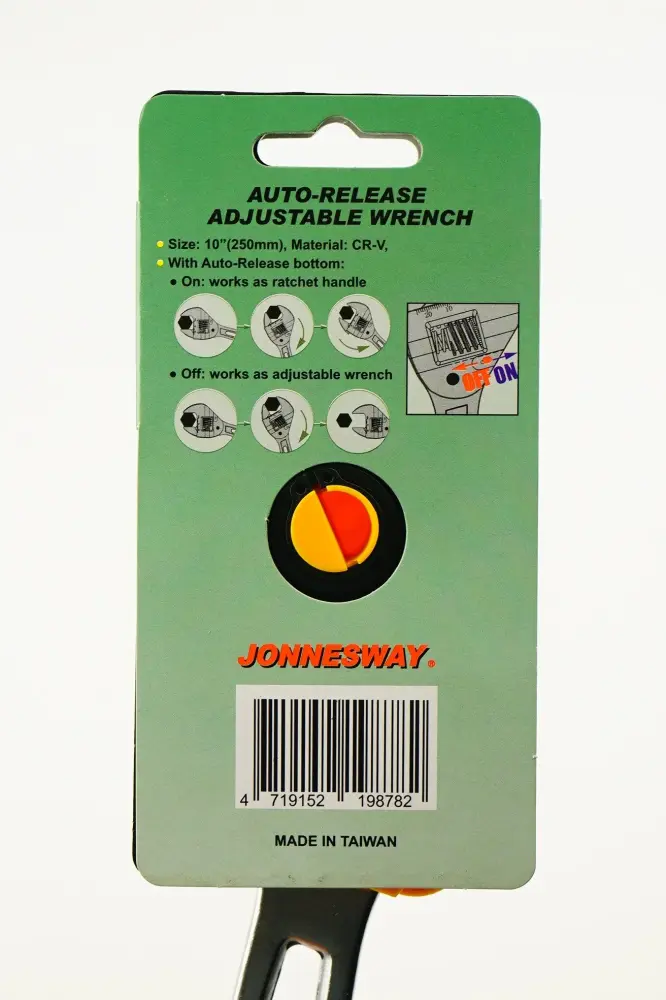 AUTO-RELEASE
ADJUSTABLE WRENCH
Size: 10"(250mm), Material: CR-V,
With Auto-Release bottom:
• On: works as ratchet handle
• Off: works as adjustable wrench
OFF ON
JONNESWAY®
4 719152 198782
MADE IN TAIWAN